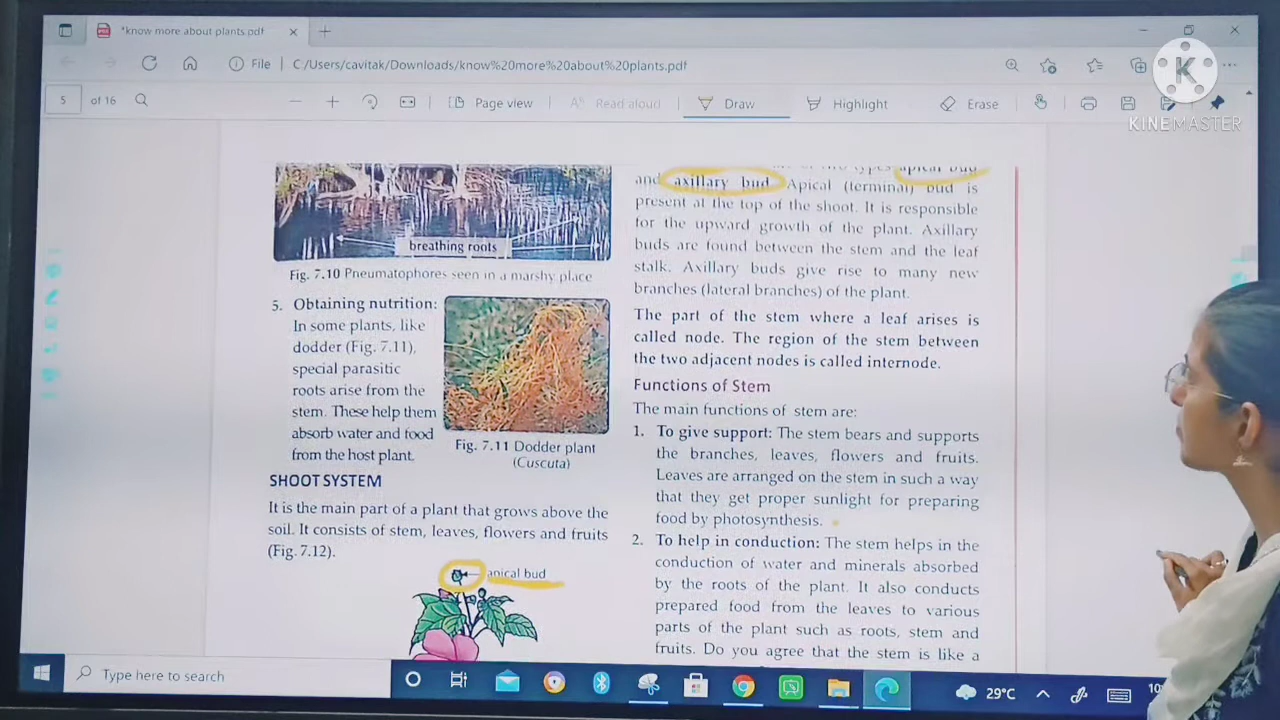 *know more about plants.pdf
File
C:/Users/cavitak/Downloads/know%20more%20about%20plants.pdf
5
of 16
Page view
Read aloud
Draw
Highlight
Erase
K
KINEMASTER
breathing roots
Fig. 7.10 Pneumatophores seen in a marshy place
5. Obtaining nutrition:
In some plants, like
dodder (Fig. 7.11),
special parasitic
roots arise from the
stem. These help them
absorb water and food
from the host plant.
Fig. 7.11 Dodder plant
(Cuscuta)
SHOOT SYSTEM
It is the main part of a plant that grows above the
soil. It consists of stem, leaves, flowers and fruits
(Fig. 7.12).
apical bud
of two types apical bud
and axillary bud Apical (terminal) bud is
present at the top of the shoot. It is responsible
for the upward growth of the plant. Axillary
buds are found between the stem and the leaf
stalk. Axillary buds give rise to many new
branches (lateral branches) of the plant.
The part of the stem where a leaf arises is
called node. The region of the stem between
the two adjacent nodes is called internode.
Functions of Stem
The main functions of stem are:
1. To give support: The stem bears and supports
the branches, leaves, flowers and fruits.
Leaves are arranged on the stem in such a way
that they get proper sunlight for preparing
food by photosynthesis.
2. To help in conduction: The stem helps in the
conduction of water and minerals absorbed
by the roots of the plant. It also conducts
prepared food from the leaves to various
parts of the plant such as roots, stem and
fruits. Do you agree that the stem is like a
Type here to search
29°C